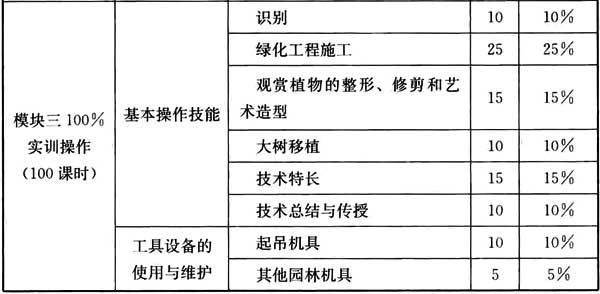 识别 10 10%
绿化工程施工 25 25%
观赏植物的整形、修剪和艺
术造型 15 15%
模块三 100%
实训操作
(100 课时)
基本操作技能
大树移植 10 10%
技术特长 15 15%
技术总结与传授 10 10%
工具设备的
使用与维护
起吊机具 10 10%
其他园林机具 5 5%